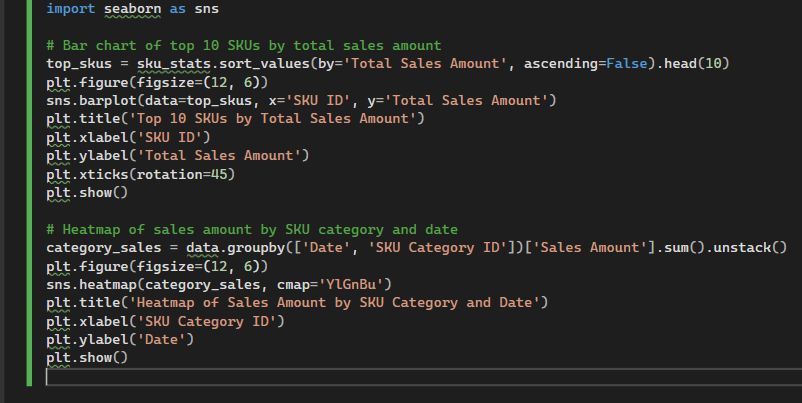 import seaborn as sns
# Bar chart of top 10 SKUs by total sales amount
top_skus = sku_stats.sort_values(by='Total Sales Amount', ascending=False).head(10)
plt.figure(figsize=(12, 6))
sns.barplot(data=top_skus, x='SKU ID', y='Total Sales Amount')
plt.title('Top 10 SKUs by Total Sales Amount')
plt.xlabel('SKU ID')
plt.ylabel('Total Sales Amount')
plt.xticks(rotation=45)
plt.show()
# Heatmap of sales amount by SKU category and date
category_sales = data.groupby(['Date', 'SKU Category ID'])['Sales Amount'].sum().unstack()
plt.figure(figsize=(12, 6))
sns.heatmap(category_sales, cmap='YlGnBu')
plt.title('Heatmap of Sales Amount by SKU Category and Date')
plt.xlabel('SKU Category ID')
plt.ylabel('Date')
plt.show()